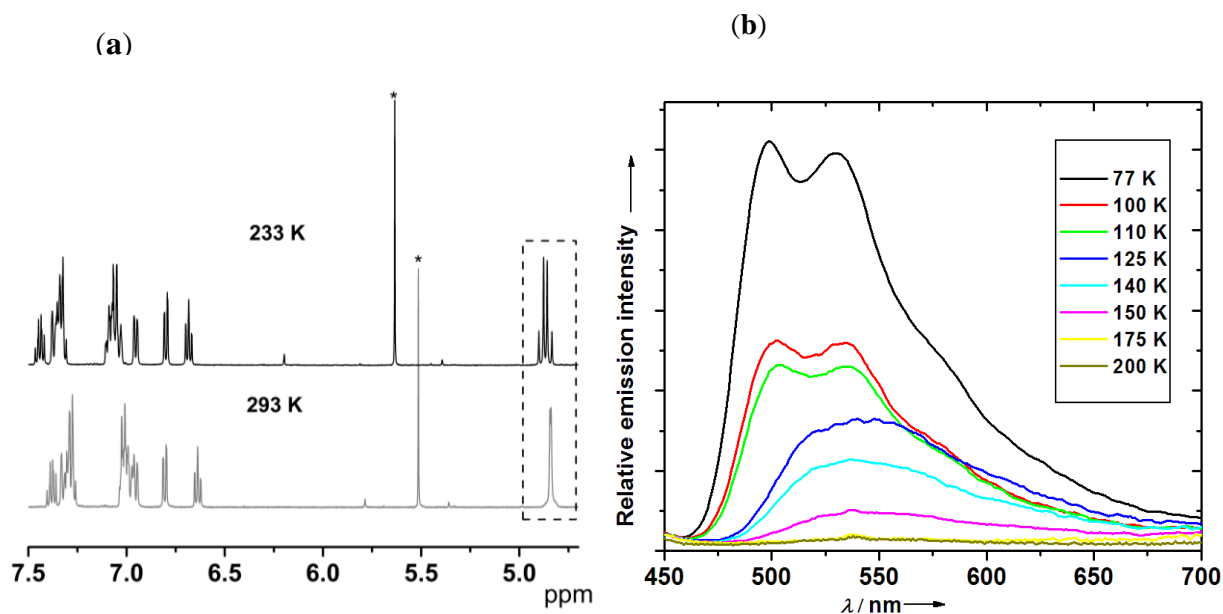 (a)
*
233 K
*
293 K
7.5 7.0 6.5 6.0 5.5 5.0
ppm
(b)
Relative emission intensity
77 K
100 K
110 K
125 K
140 K
150 K
175 K
200 K
450 500 550 600 650 700
λ / nm